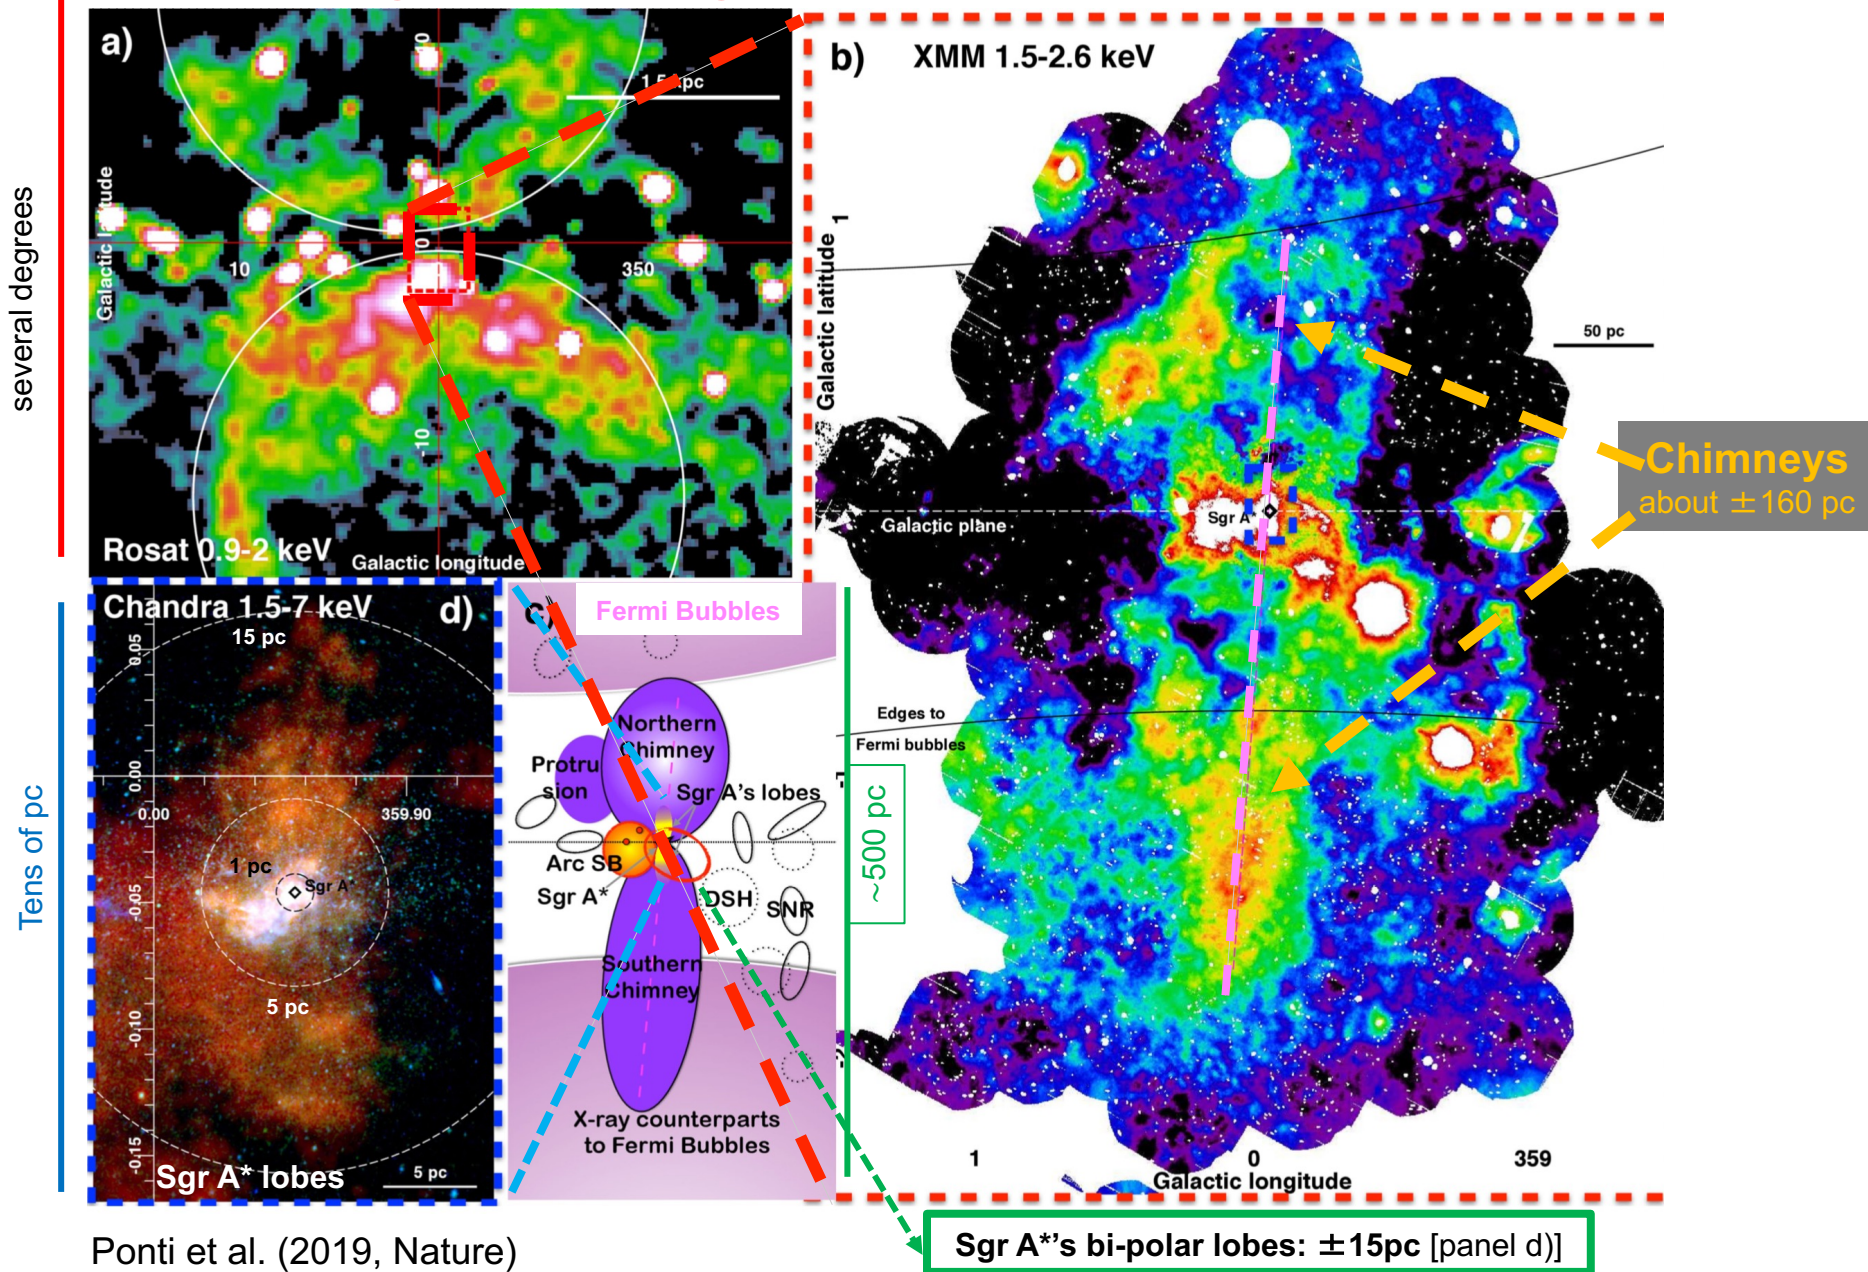 a)
10
1.5 kpc
several degrees
Galactic latitude
10
0
350
-10
Rosat 0.9-2 keV
Galactic longitude
b)
XMM 1.5-2.6 keV
1
Galactic latitude
50 pc
Chimneys
about ±160 pc
Sgr A*
Galactic plane
Edges to
Fermi bubbles
-1
-2
1
0
359
Galactic longitude
Tens of pc
Chandra 1.5-7 keV
d)
15 pc
0.05
0.00
0.00
359.90
1 pc
Sgr A*
-0.05
5 pc
-0.10
-0.15
Sgr A* lobes
5 pc
c)
Fermi Bubbles
Northern
Chimney
Protru
sion
Sgr A's lobes
Arc SB
Sgr A*
DSH
SNR
Southern
Chimney
X-ray counterparts
to Fermi Bubbles
~500 pc
Sgr A*'s bi-polar lobes: ±15pc [panel d)]
Ponti et al. (2019, Nature)